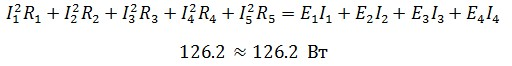 I₁²R₁ + I₂²R₂ + I₃²R₃ + I₄²R₄ + I₅²R₅ = E₁I₁ + E₂I₂ + E₃I₃ + E₄I₄
126.2 ≈ 126.2 Вт